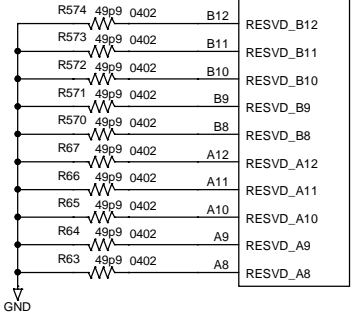 R574 49p9 0402 B12 RESVD_B12
R573 49p9 0402 B11 RESVD_B11
R572 49p9 0402 B10 RESVD_B10
R571 49p9 0402 B9 RESVD_B9
R570 49p9 0402 B8 RESVD_B8
R67 49p9 0402 A12 RESVD_A12
R66 49p9 0402 A11 RESVD_A11
R65 49p9 0402 A10 RESVD_A10
R64 49p9 0402 A9 RESVD_A9
R63 49p9 0402 A8 RESVD_A8
GND